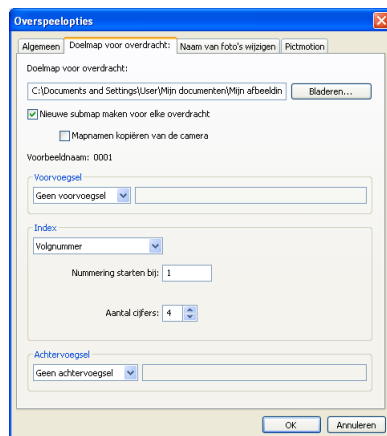 Overspeelopties
Algemeen Doelmap voor overdracht: Naam van foto's wijzigen Pictmotion
Doelmap voor overdracht:
C:\Documents and Settings\User\Mijn documenten\Mijn afbeeldin Bladeren...
Nieuwe submap maken voor elke overdracht
Mapnamen kopiëren van de camera
Voorbeeldnaam: 0001
Voorvoegsel
Geen voorvoegsel
Index
Volgnummer
Nummering starten bij: 1
Aantal cijfers: 4
Achtervoegsel
Geen achtervoegsel
OK Annuleren